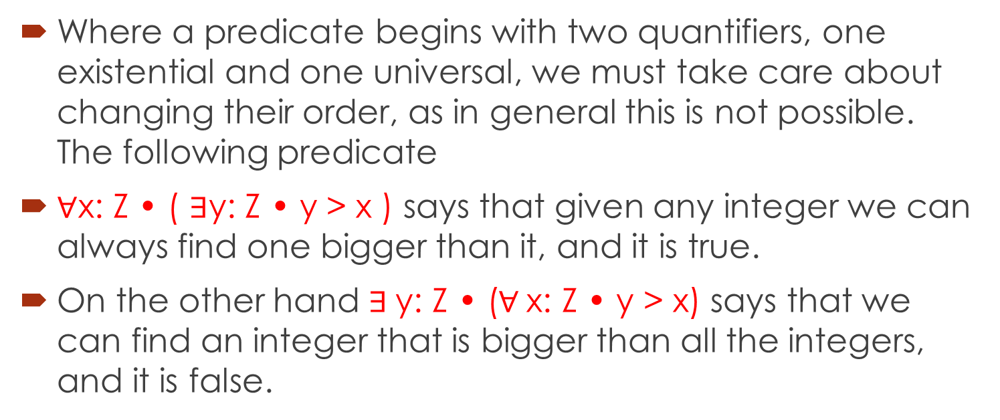 Where a predicate begins with two quantifiers, one
existential and one universal, we must take care about
changing their order, as in general this is not possible.
The following predicate
∀x: Z • ( ∃y: Z • y > x ) says that given any integer we can
always find one bigger than it, and it is true.
On the other hand ∃ y: Z • (∀ x: Z • y > x) says that we
can find an integer that is bigger than all the integers,
and it is false.